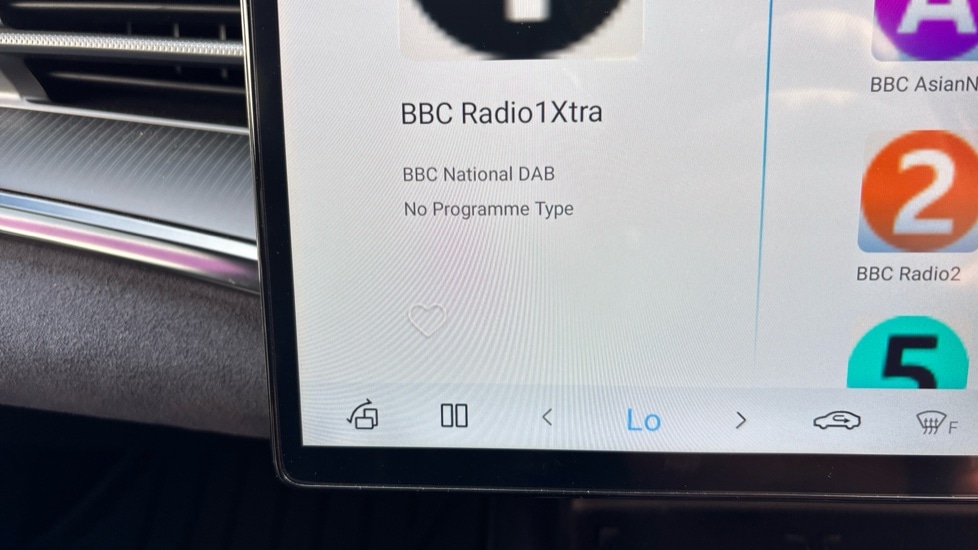 BBC Radio1Xtra
BBC National DAB
No Programme Type
A
BBC AsianN
2
BBC Radio2
5
Lo
F